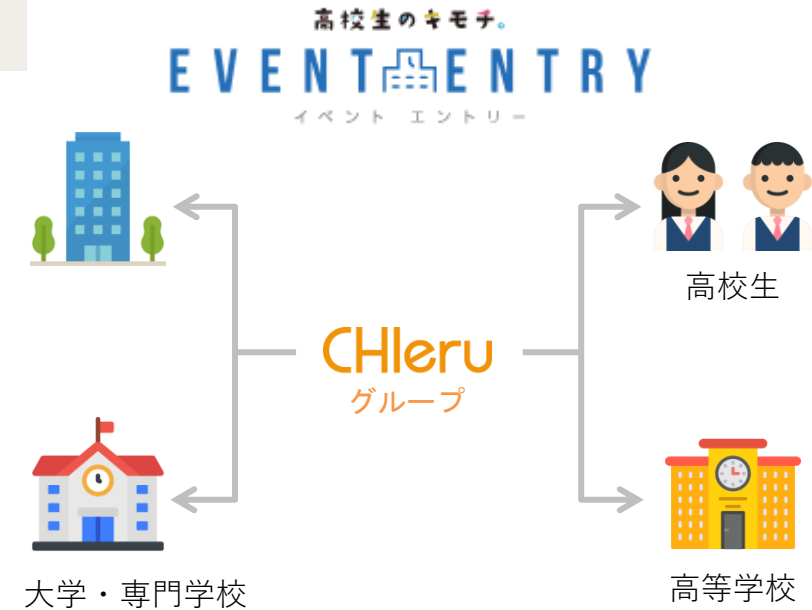 高校生のキモチ。
EVENT ENTRY
イベント エントリー
高校生
CHIeru
グループ
大学・専門学校
高等学校